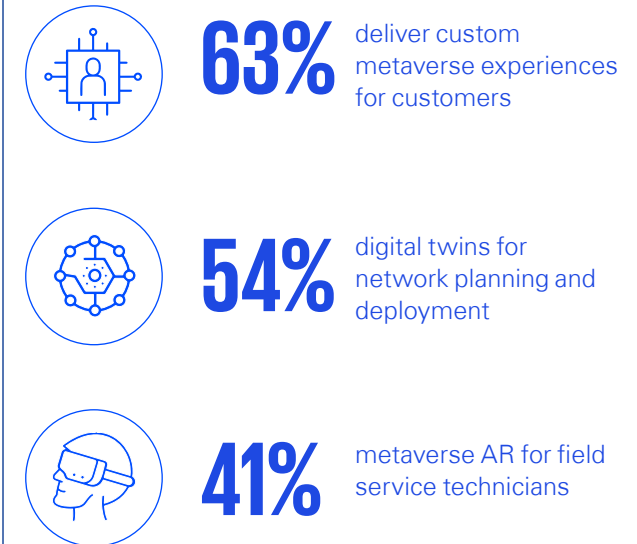 63%
deliver custom
metaverse experiences
for customers
54%
digital twins for
network planning and
deployment
41%
metaverse AR for field
service technicians